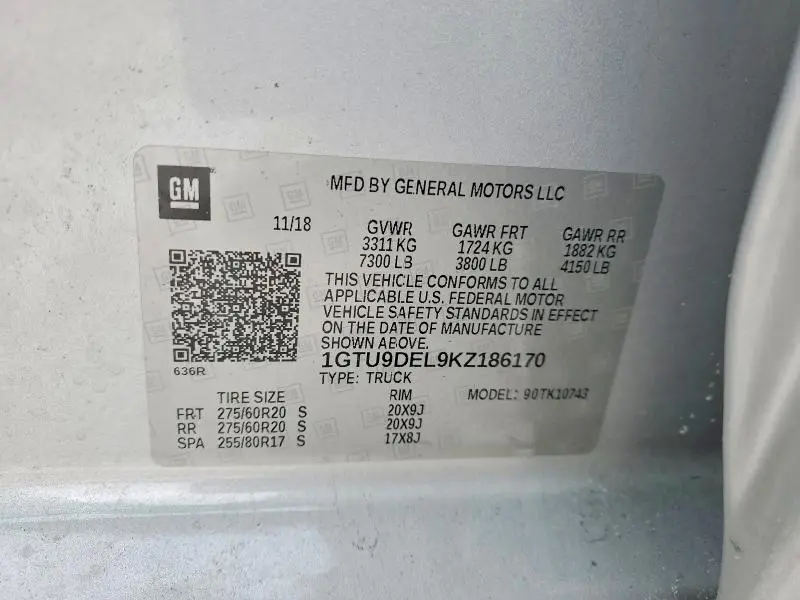 GM
MFD BY GENERAL MOTORS LLC
11/18 GVWR GAWR FRT GAWR RR
3311 KG 1724 KG 1882 KG
7300 LB 3800 LB 4150 LB
THIS VEHICLE CONFORMS TO ALL
APPLICABLE U.S. FEDERAL MOTOR
VEHICLE SAFETY STANDARDS IN EFFECT
ON THE DATE OF MANUFACTURE
SHOWN ABOVE.
636R
1GTU9DEL9KZ186170
TYPE: TRUCK
TIRE SIZE RIM MODEL: 90TK10743
FRT 275/60R20 S 20X9J
RR 275/60R20 S 20X9J
SPA 255/80R17 S 17X8J